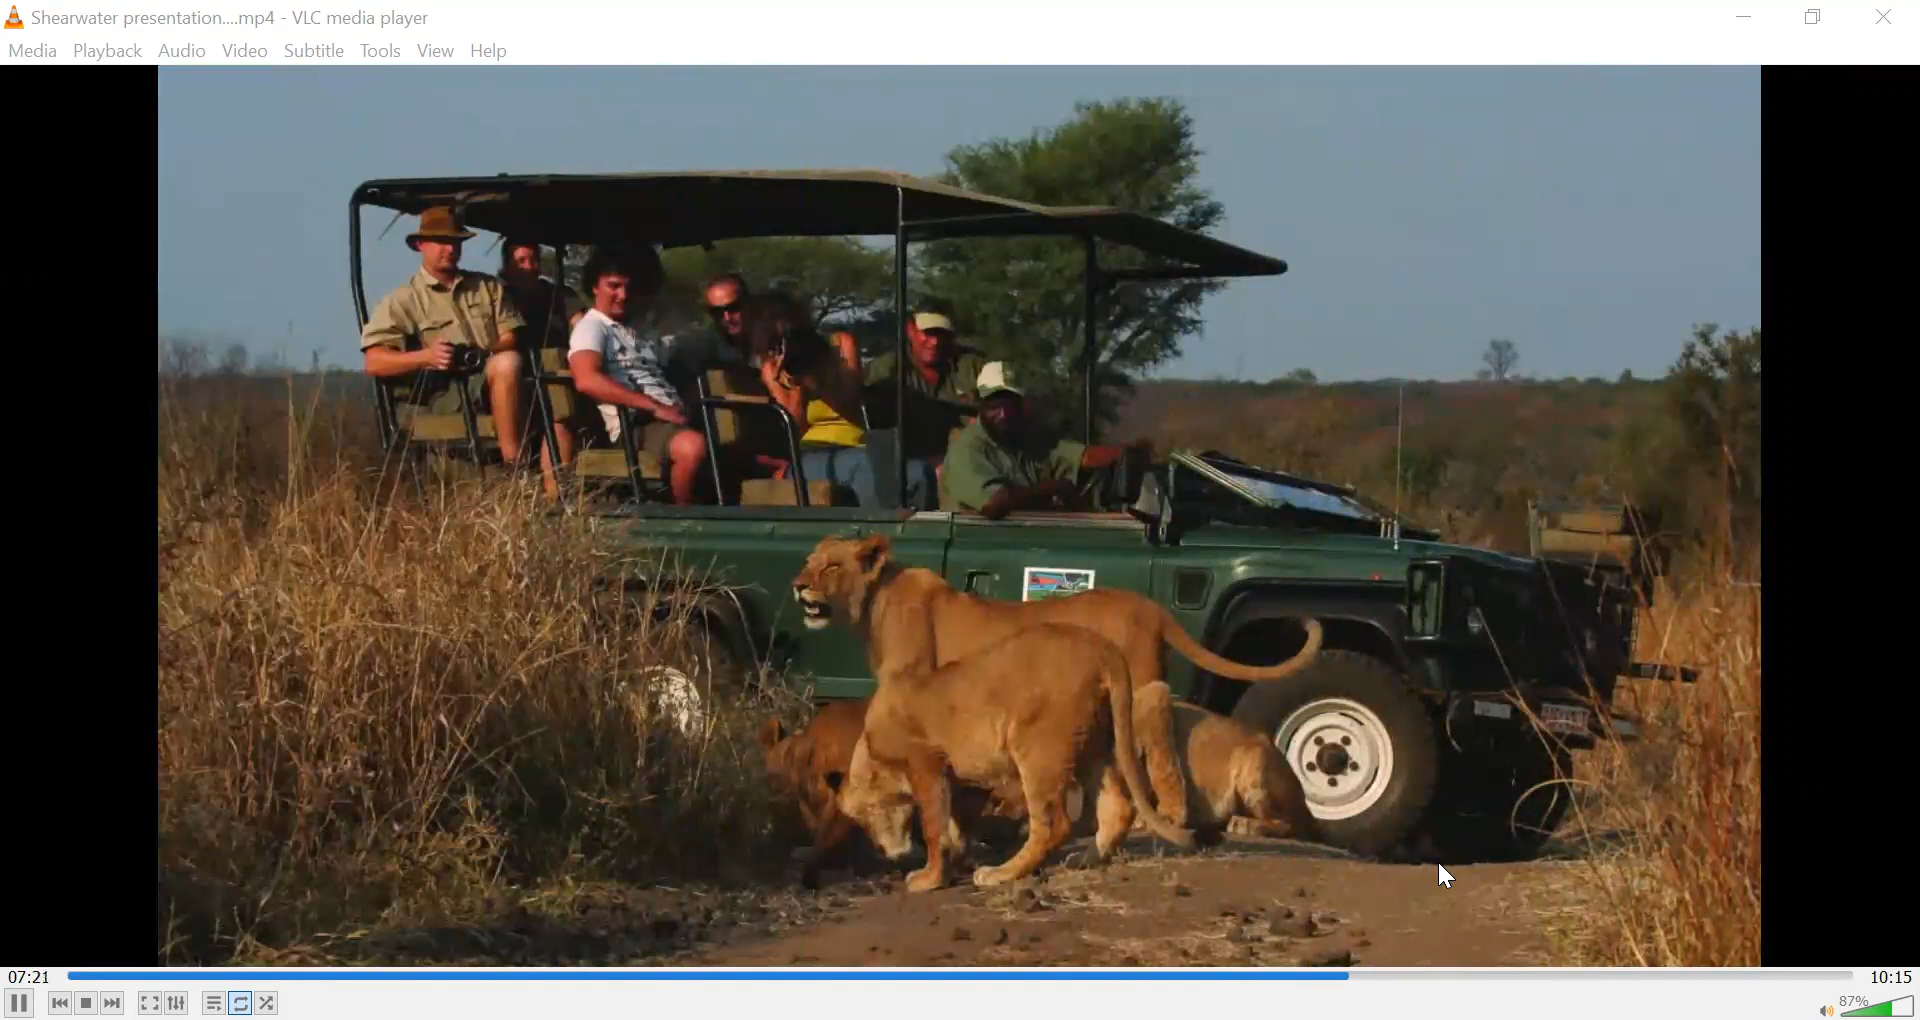 Shearwater presentation....mp4 - VLC media player
Media Playback Audio Video Subtitle Tools View Help
07:21
10:15
87%